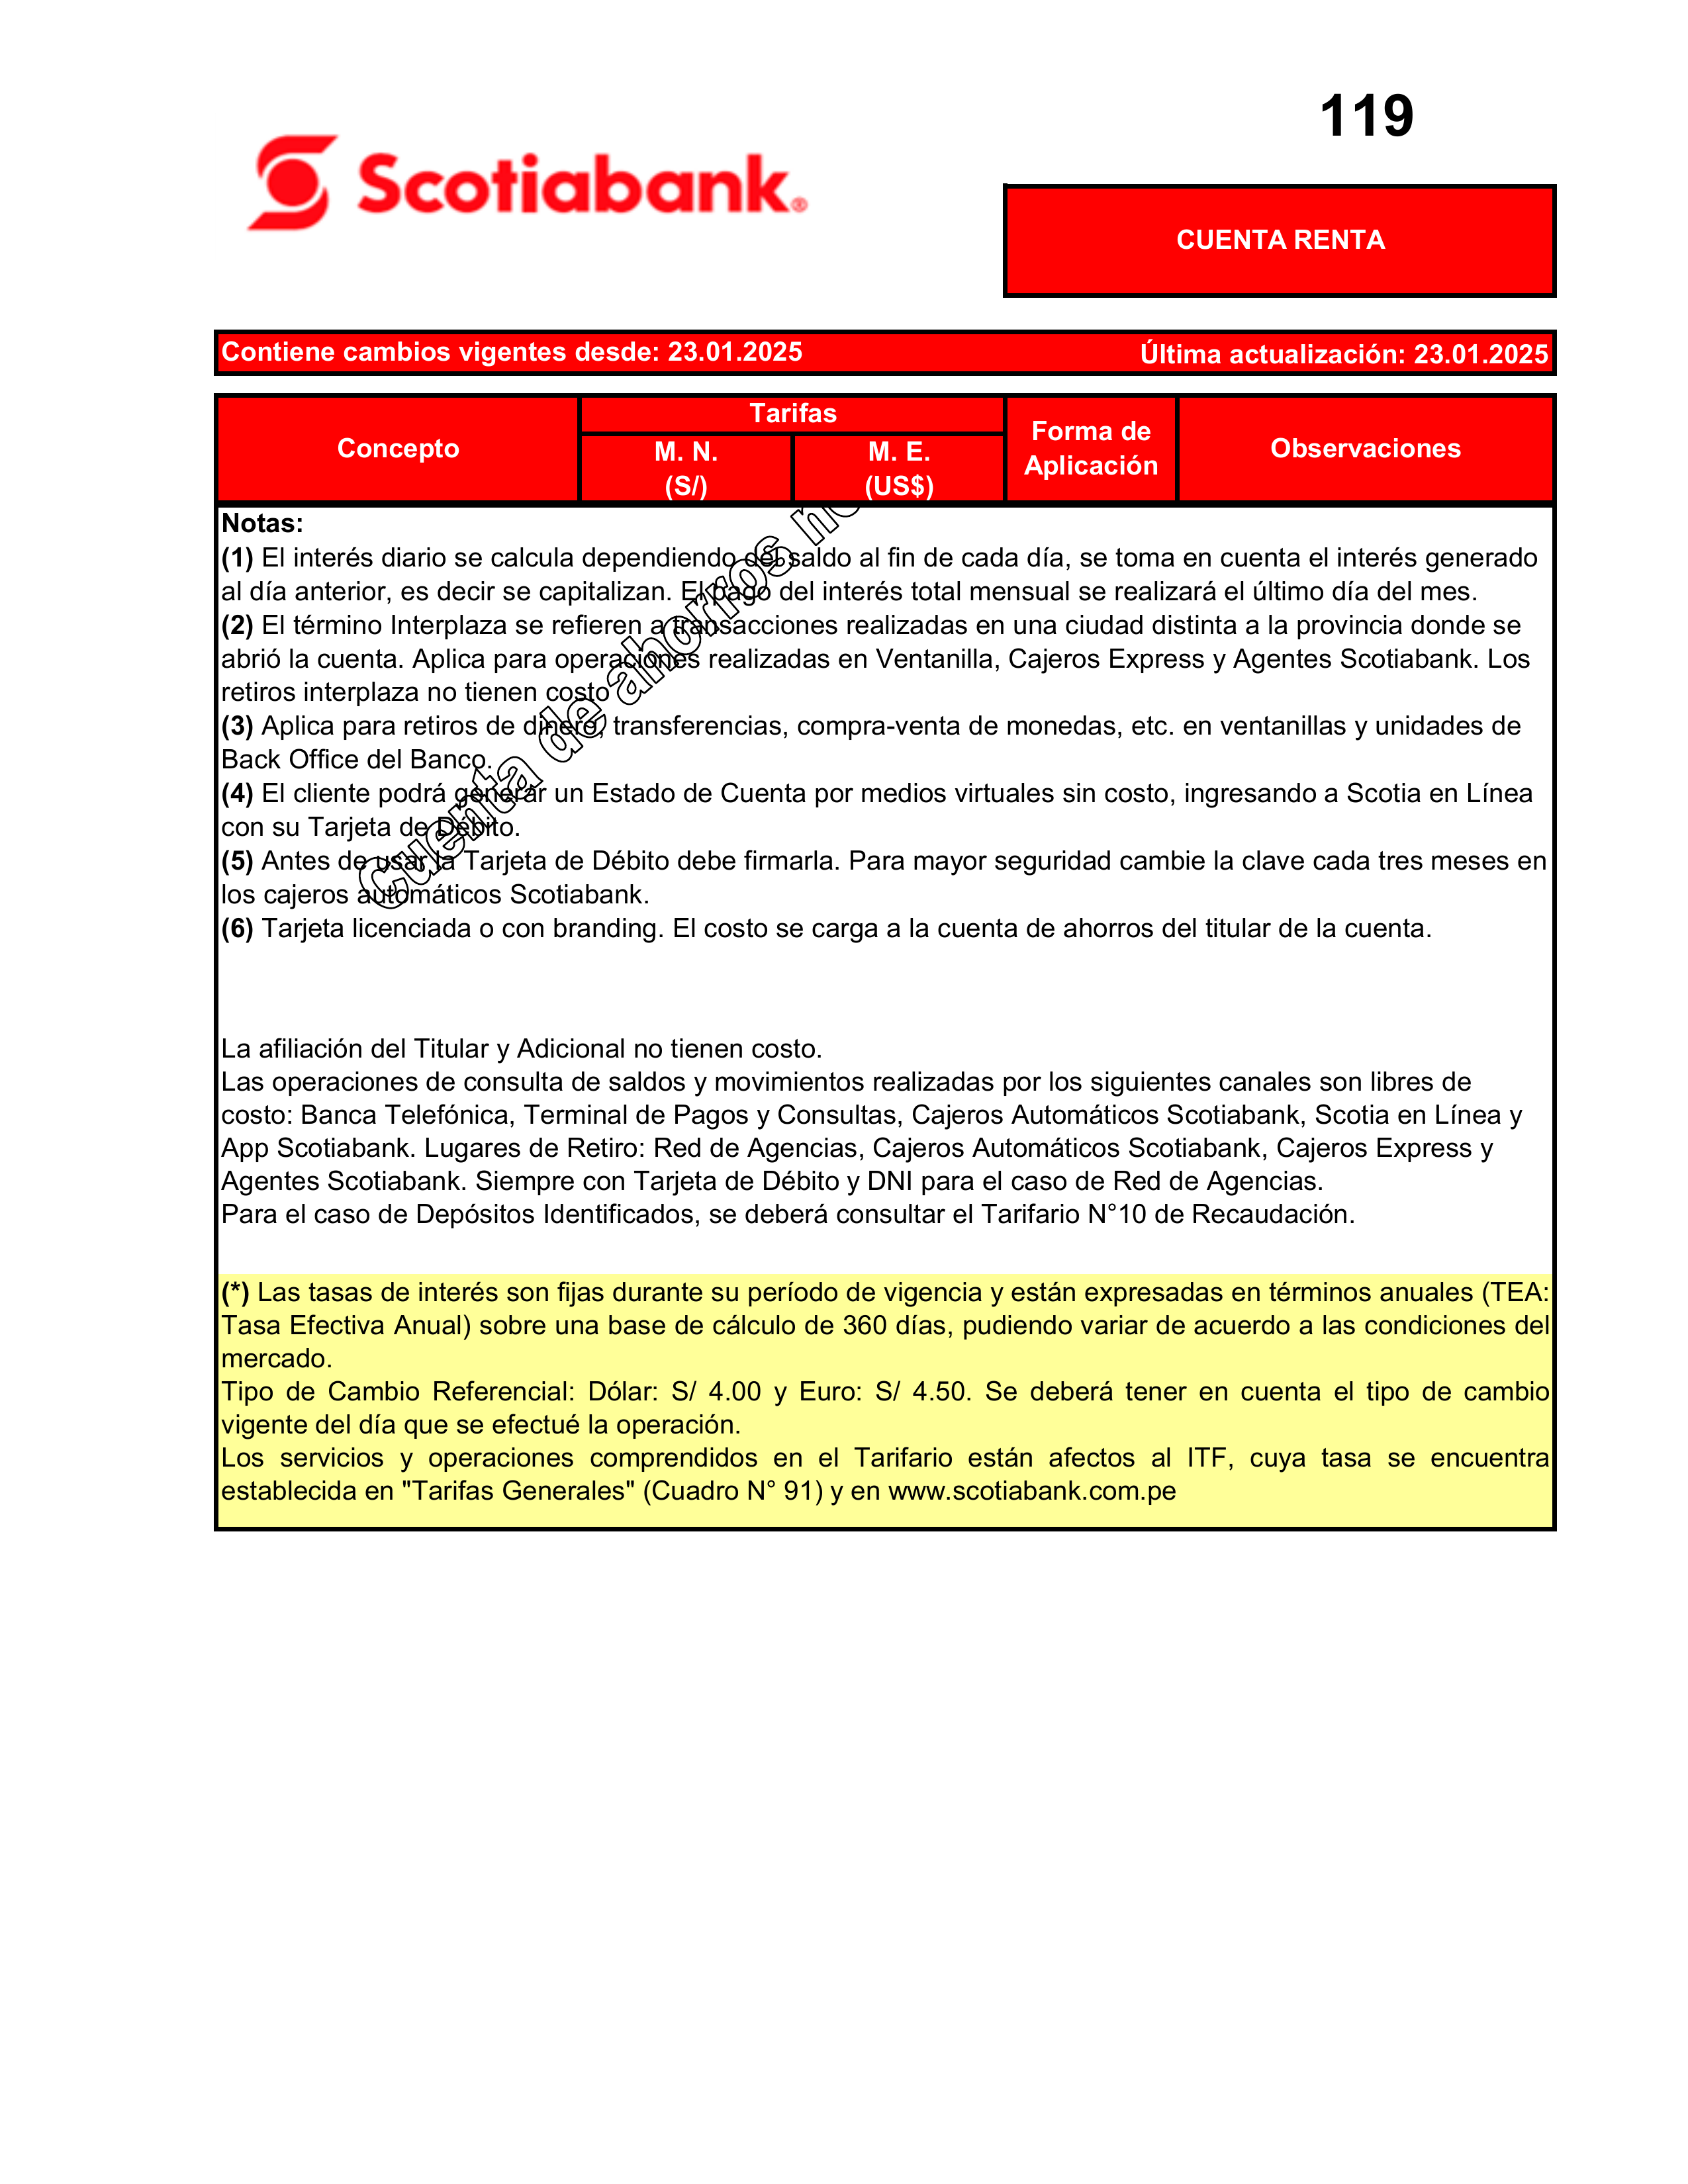 119
Scotiabank®
CUENTA RENTA
Contiene cambios vigentes desde: 23.01.2025
Última actualización: 23.01.2025
Concepto
Tarifas
M. N.
(S/)
M. E.
(US$)
Forma de
Aplicación
Observaciones
Notas:
(1) El interés diario se calcula dependiendo del saldo al fin de cada día, se toma en cuenta el interés generado
al día anterior, es decir se capitalizan. El pago del interés total mensual se realizará el último día del mes.
(2) El término Interplaza se refieren a transacciones realizadas en una ciudad distinta a la provincia donde se
abrió la cuenta. Aplica para operaciones realizadas en Ventanilla, Cajeros Express y Agentes Scotiabank. Los
retiros interplaza no tienen costo
(3) Aplica para retiros de dinero, transferencias, compra-venta de monedas, etc. en ventanillas y unidades de
Back Office del Banco.
(4) El cliente podrá generar un Estado de Cuenta por medios virtuales sin costo, ingresando a Scotia en Línea
con su Tarjeta de Débito.
(5) Antes de usar la Tarjeta de Débito debe firmarla. Para mayor seguridad cambie la clave cada tres meses en
los cajeros automáticos Scotiabank.
(6) Tarjeta licenciada o con branding. El costo se carga a la cuenta de ahorros del titular de la cuenta.
Cuenta de ahorros
La afiliación del Titular y Adicional no tienen costo.
Las operaciones de consulta de saldos y movimientos realizadas por los siguientes canales son libres de
costo: Banca Telefónica, Terminal de Pagos y Consultas, Cajeros Automáticos Scotiabank, Scotia en Línea y
App Scotiabank. Lugares de Retiro: Red de Agencias, Cajeros Automáticos Scotiabank, Cajeros Express y
Agentes Scotiabank. Siempre con Tarjeta de Débito y DNI para el caso de Red de Agencias.
Para el caso de Depósitos Identificados, se deberá consultar el Tarifario N°10 de Recaudación.
(*) Las tasas de interés son fijas durante su período de vigencia y están expresadas en términos anuales (TEA:
Tasa Efectiva Anual) sobre una base de cálculo de 360 días, pudiendo variar de acuerdo a las condiciones del
mercado.
Tipo de Cambio Referencial: Dólar: S/ 4.00 y Euro: S/ 4.50. Se deberá tener en cuenta el tipo de cambio
vigente del día que se efectué la operación.
Los servicios y operaciones comprendidos en el Tarifario están afectos al ITF, cuya tasa se encuentra
establecida en "Tarifas Generales" (Cuadro N° 91) y en www.scotiabank.com.pe